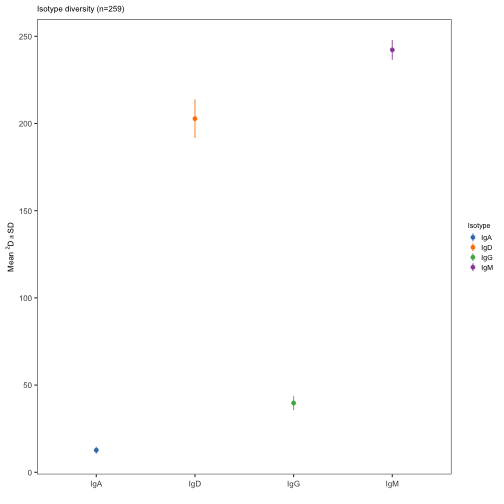 Isotype diversity (n=259)
250
200
150
100
50
0
Mean ²D ± SD
IgA
IgD
IgG
IgM
Isotype
IgA
IgD
IgG
IgM